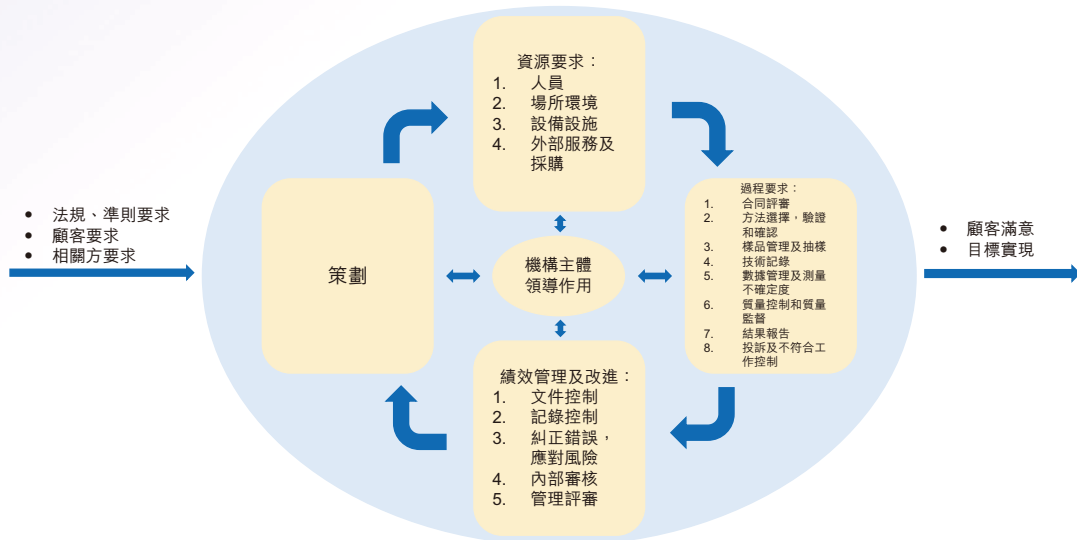 資源要求：
1. 人員
2. 場所環境
3. 設備設施
4. 外部服務及
採購
• 法規、準則要求
• 顧客要求
• 相關方要求
策劃
機構主體
領導作用
過程要求：
1. 合同評審
2. 方法選擇，驗證
和確認
3. 樣品管理及抽樣
4. 技術記錄
5. 數據管理及測量
不確定度
6. 質量控制和質量
監督
7. 結果報告
8. 投訴及不符合工
作控制
• 顧客滿意
• 目標實現
績效管理及改進：
1. 文件控制
2. 記錄控制
3. 糾正錯誤，
應對風險
4. 內部審核
5. 管理評審